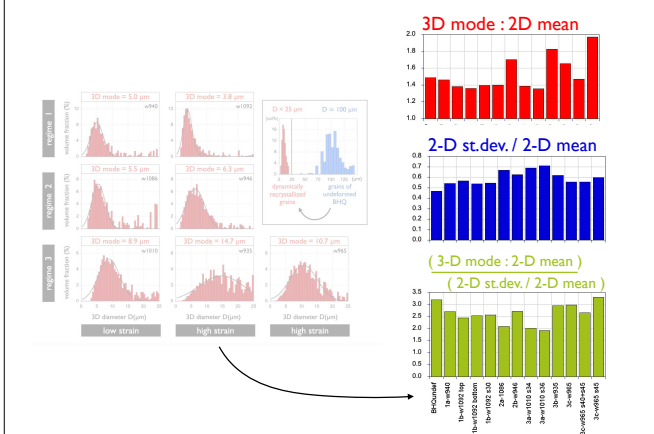 3D mode : 2D mean
2.0
1.8
1.6
1.4
1.2
1.0
3D mode = 5.0 µm
w940
3D mode = 3.8 µm
w1092
D < 25 µm
D = 100 µm
(vol%)
dynamically
recrystallized
grains
grains of
undeformed
BHQ
(µm)
regime 1
volume fraction (%)
2-D st.dev. / 2-D mean
0.8
0.7
0.6
0.5
0.4
0.3
0.2
0.1
0.0
3D mode = 5.5 µm
w1086
3D mode = 6.3 µm
w946
regime 2
volume fraction (%)
3D mode = 8.9 µm
w1010
3D mode = 14.7 µm
w935
3D mode = 10.7 µm
w965
regime 3
volume fraction (%)
3D diameter D(µm)
3D diameter D(µm)
3D diameter D(µm)
low strain
high strain
high strain
( 3-D mode : 2-D mean )
( 2-D st.dev. / 2-D mean )
3.5
3.0
2.5
2.0
1.5
1.0
0.5
0.0
BHQundef
1a-w940
1b-w1092 top
1b-w1092 bottom
1b-w1092 s30
2a-1086
2b-w946
3a-w1010 s34
3a-w1010 s36
3b-w935
3c-w965
3c-w965 s40+s45
3c-w965 s45